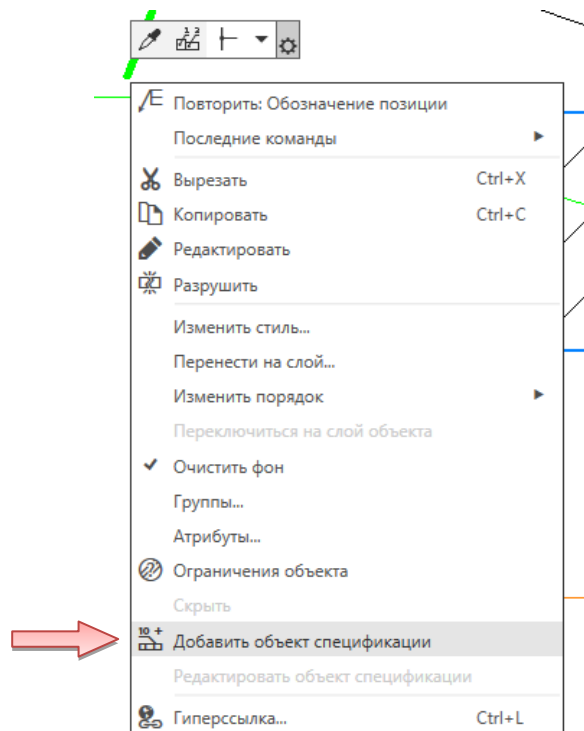 Повторить: Обозначение позиции
Последние команды
Вырезать Ctrl+X
Копировать Ctrl+C
Редактировать
Разрушить
Изменить стиль...
Перенести на слой...
Изменить порядок
Переключиться на слой объекта
Очистить фон
Группы...
Атрибуты...
Ограничения объекта
Скрыть
Добавить объект спецификации
Редактировать объект спецификации
Гиперссылка... Ctrl+L